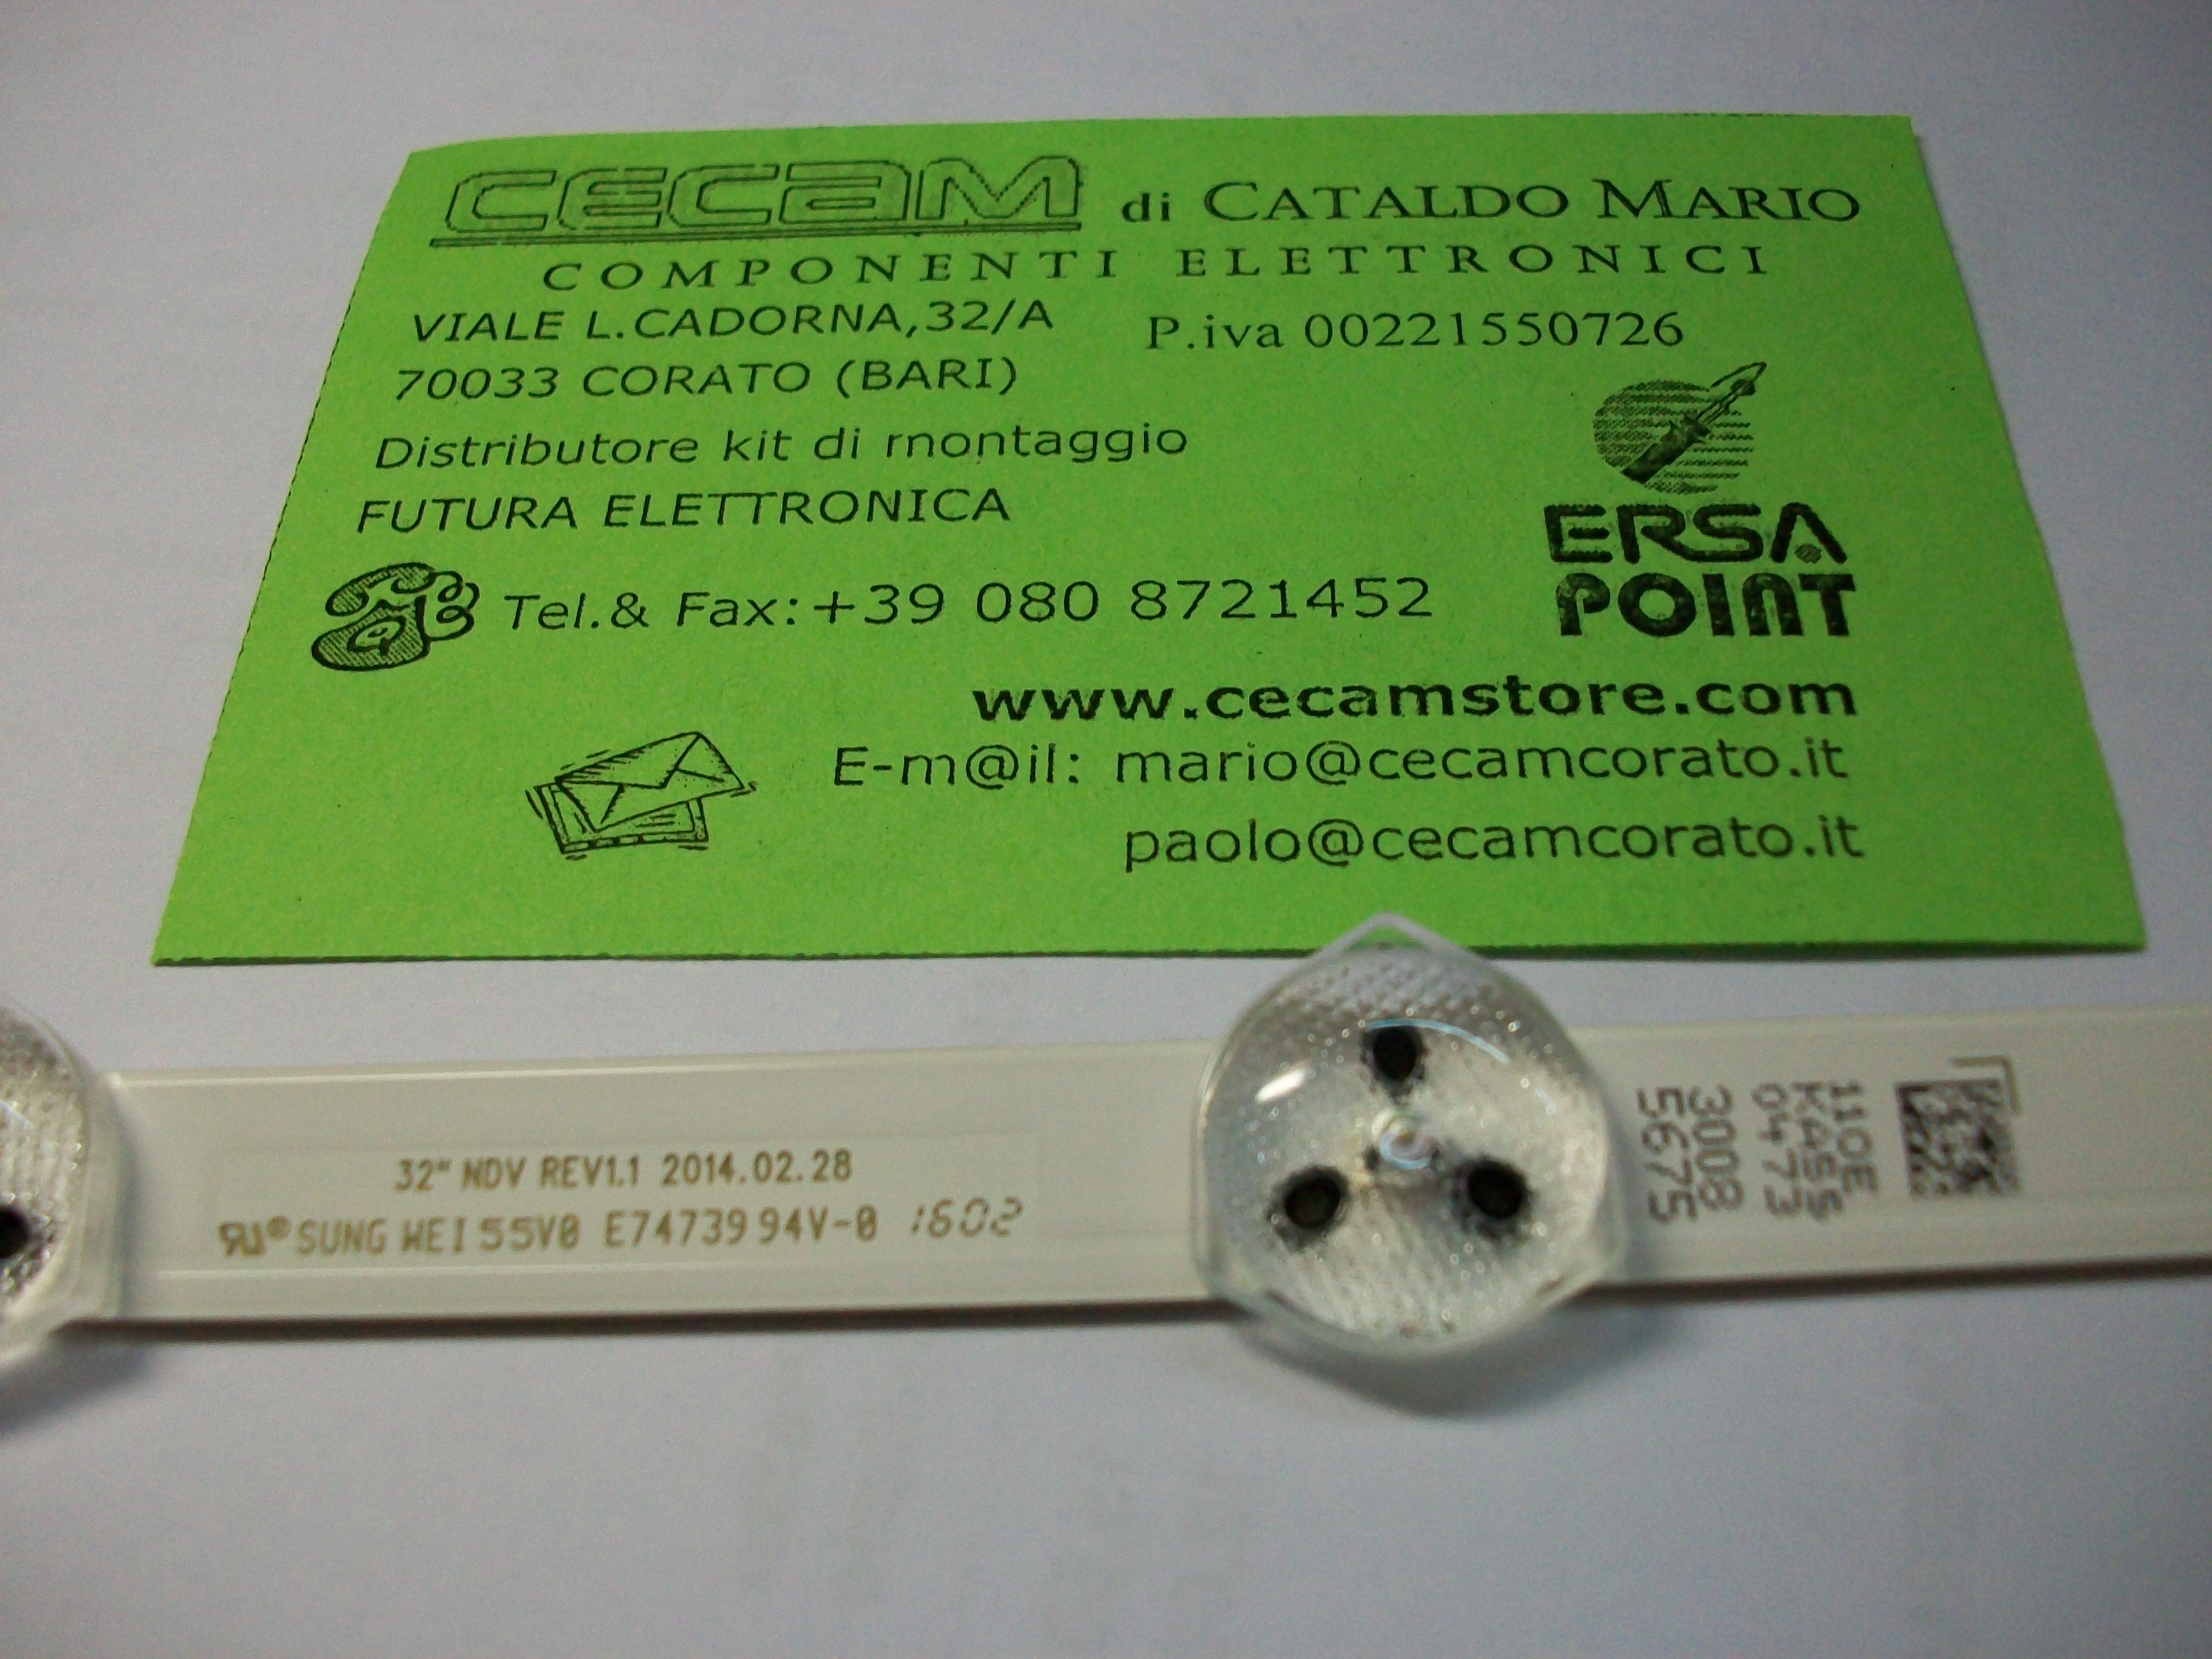 CECAM di CATALDO MARIO
COMPONENTI ELETTRONICI
VIALE L.CADORNA,32/A
P.iva 00221550726
70033 CORATO (BARI)
Distributore kit di montaggio
FUTURA ELETTRONICA
ERSA
POINT
Tel.& Fax:+39 080 8721452
www.cecamstore.com
E-m@il: mario@cecamcorato.it
paolo@cecamcorato.it
32" NDV REV1.1 2014.02.28
SUNG WEI 55V0 E74739 94V-0 1602
110E
KASS
04773
3008
5675